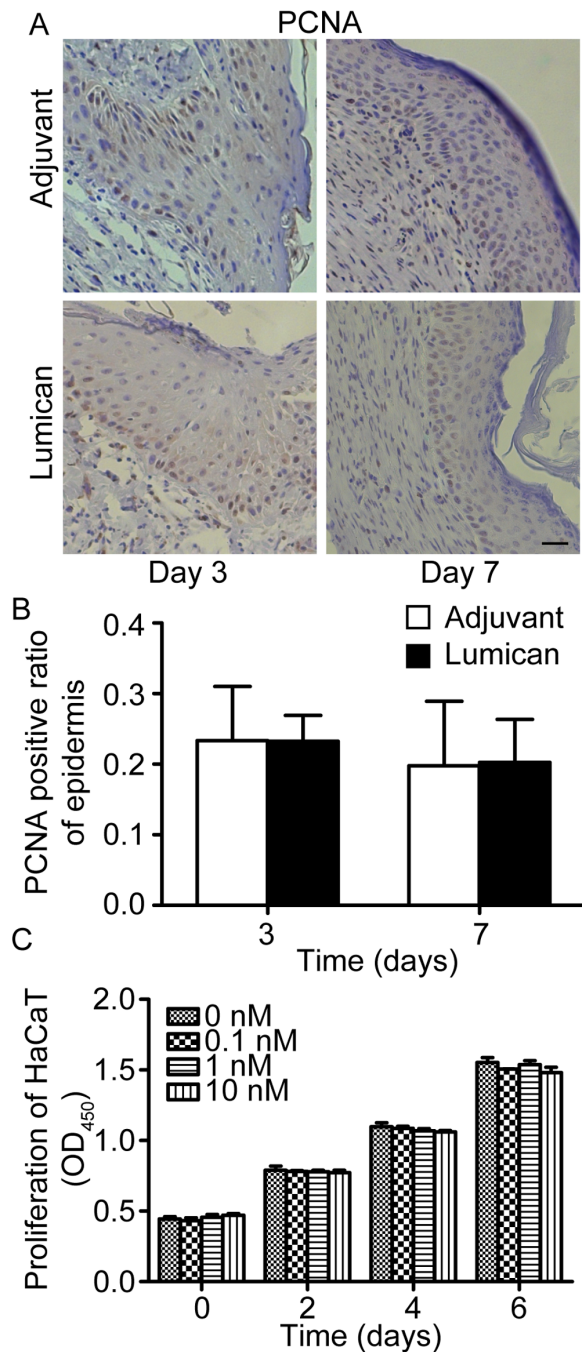 A
PCNA
Adjuvant
Lumican
Day 3
Day 7
B
PCNA positive ratio
of epidermis
0.4
0.3
0.2
0.1
0.0
Adjuvant
Lumican
3
7
Time (days)
C
Proliferation of HaCaT
(OD450)
2.0
1.5
1.0
0.5
0.0
0 nM
0.1 nM
1 nM
10 nM
0
2
4
6
Time (days)